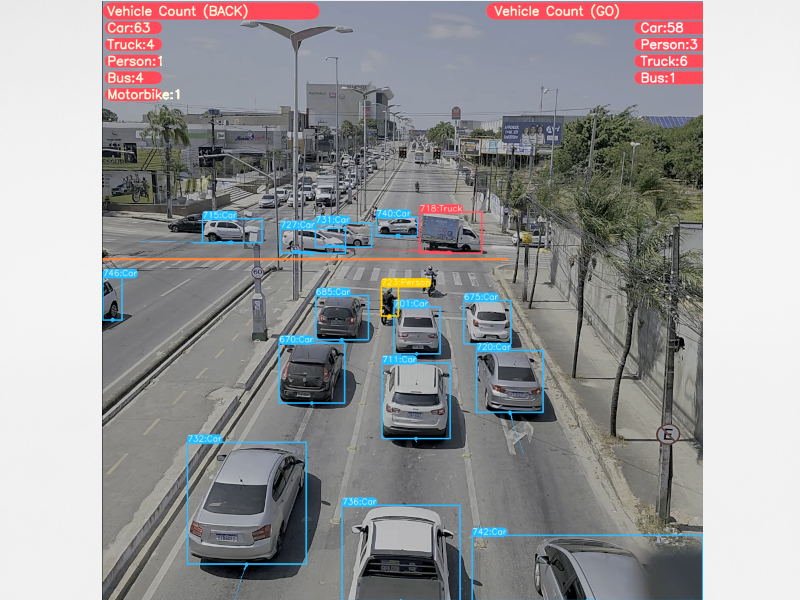 Vehicle Count (BACK)
Vehicle Count (GO)
Car:63
Car:58
Truck:4
Person:3
Person:1
Truck:6
Bus:4
Bus:1
Motorbike:1
718:Truck
715:Car
731:Car
740:Car
727:Car
746:Car
60
723:Person
685:Car
701:Car
675:Car
670:Car
711:Car
720:Car
E
732:Car
736:Car
742:Car